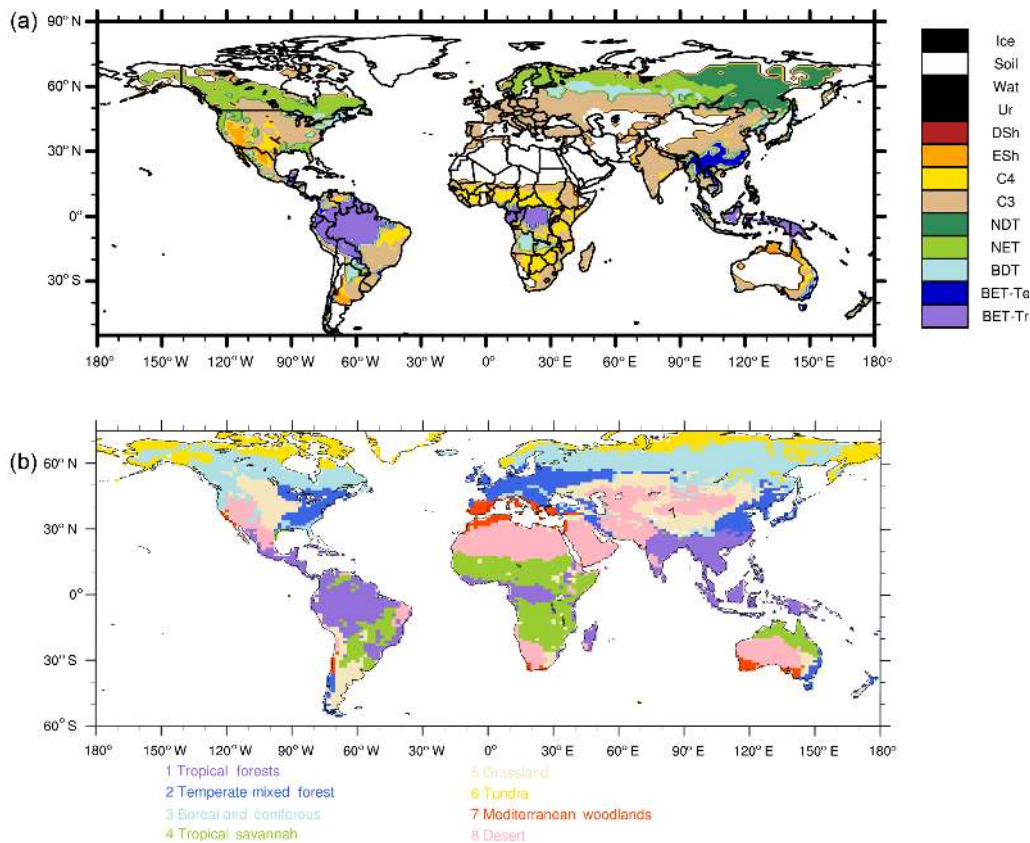 (a)
90° N
60° N
30° N
0°
30° S
180° 150° W 120° W 90° W 60° W 30° W 0° 30° E 60° E 90° E 120° E 150° E 180°
Ice
Soil
Wat
Ur
DSh
ESh
C4
C3
NDT
NET
BDT
BET-Te
BET-Tr
(b)
60° N
30° N
0°
30° S
60° S
180° 150° W 120° W 90° W 60° W 30° W 0° 30° E 60° E 90° E 120° E 150° E 180°
1 Tropical forests
2 Temperate mixed forest
3 Boreal and coniferous
4 Tropical savannah
5 Grassland
6 Tundra
7 Mediterranean woodlands
8 Desert